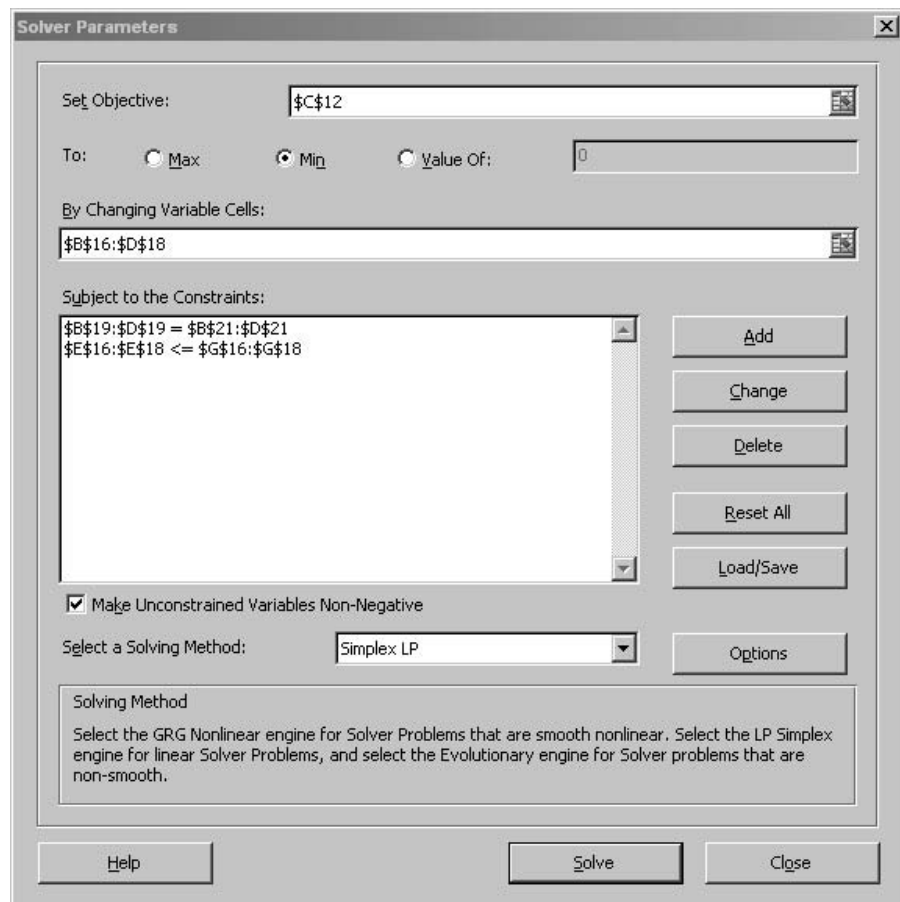 Solver Parameters
Set Objective: $C$12
To: Max Min Value Of: 0
By Changing Variable Cells:
$B$16:$D$18
Subject to the Constraints:
$B$19:$D$19 = $B$21:$D$21
$E$16:$E$18 <= $G$16:$G$18
Add
Change
Delete
Reset All
Load/Save
Make Unconstrained Variables Non-Negative
Select a Solving Method: Simplex LP
Options
Solving Method
Select the GRG Nonlinear engine for Solver Problems that are smooth nonlinear. Select the LP Simplex
engine for linear Solver Problems, and select the Evolutionary engine for Solver problems that are
non-smooth.
Help Solve Close